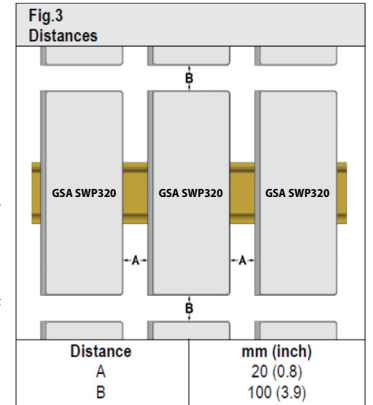 Fig.3
Distances
B
GSA SWP320 GSA SWP320 GSA SWP320
A A
B
Distance mm (inch)
A 20 (0.8)
B 100 (3.9)